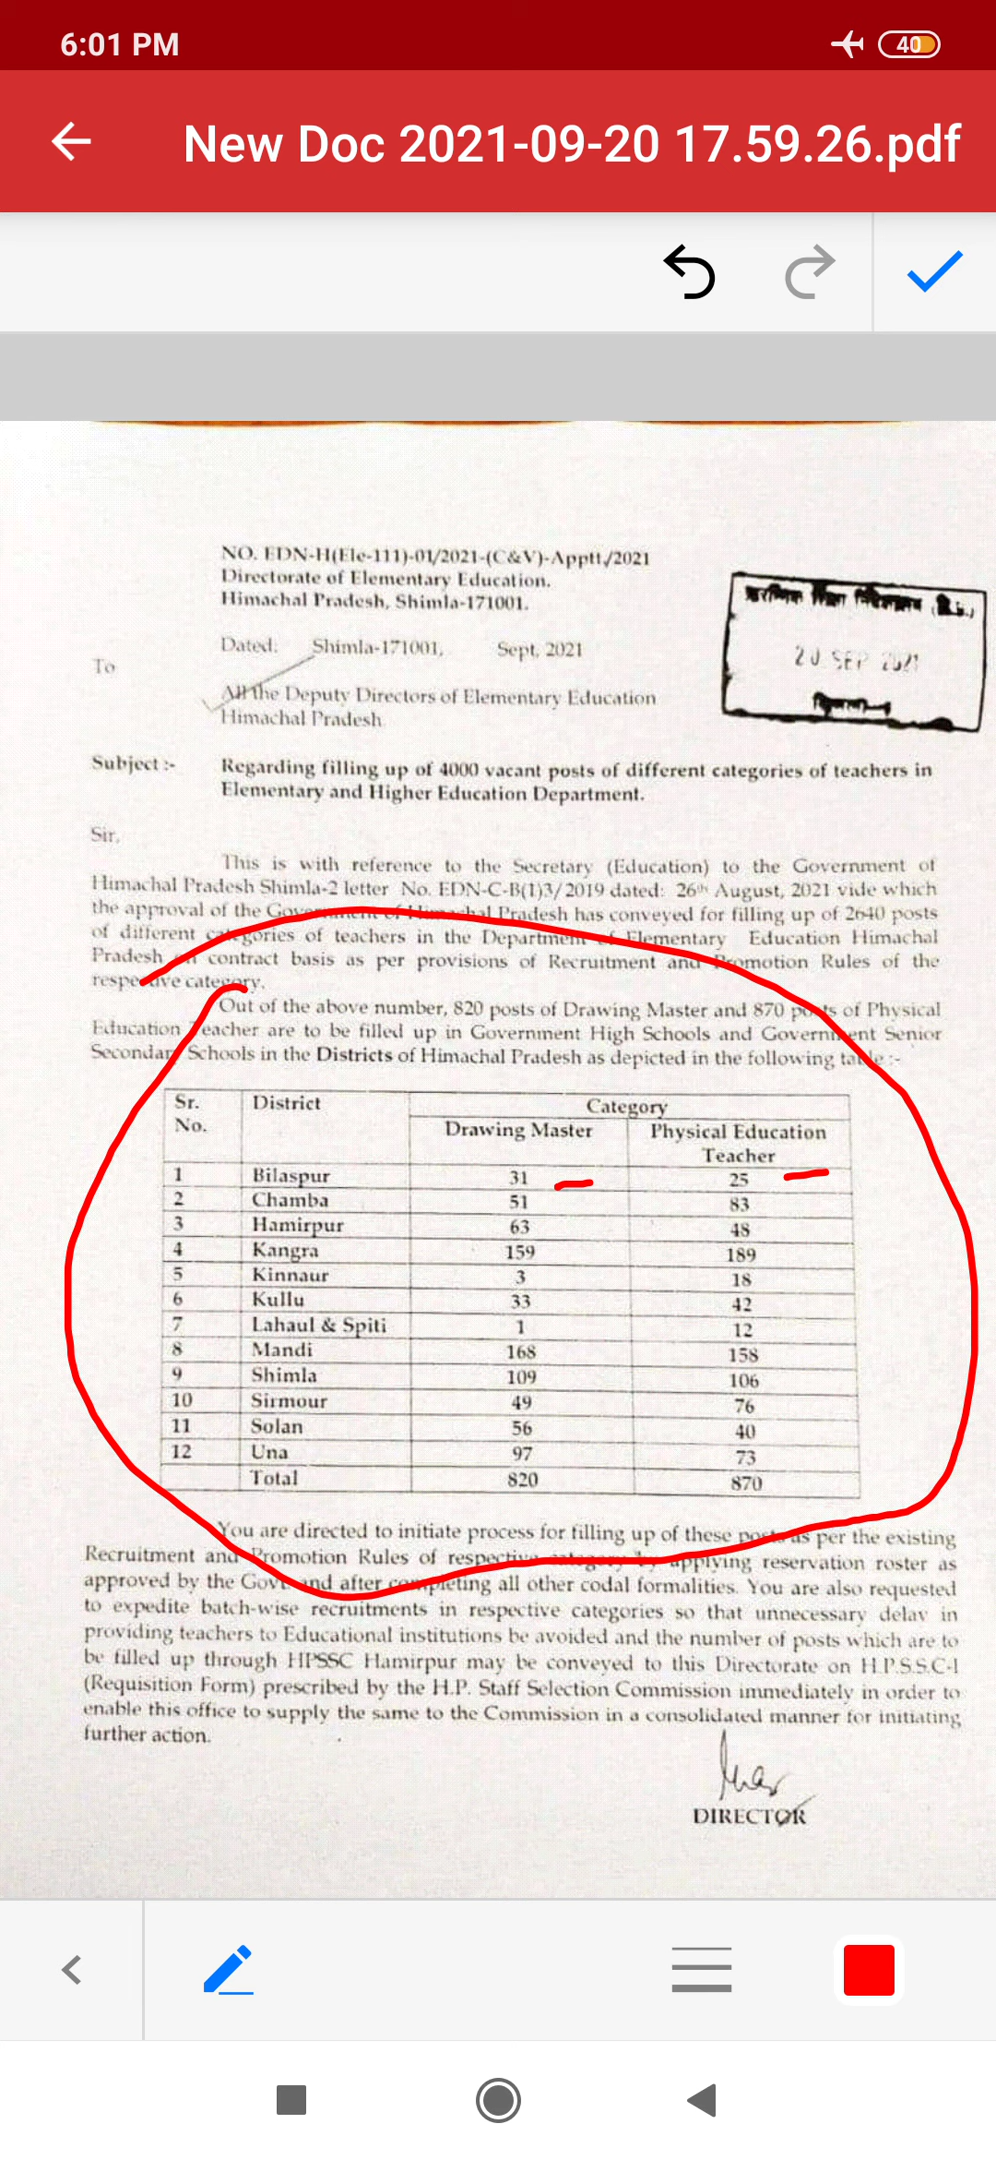 6:01 PM
40
New Doc 2021-09-20 17.59.26.pdf
NO. EDN-H(Ele-111)-01/2021-(C&V)-Apptt./2021
Directorate of Elementary Education.
Himachal Pradesh, Shimla-171001.
20 SEP 2021
Dated: Shimla-171001, Sept, 2021
To
All the Deputy Directors of Elementary Education
Himachal Pradesh
Subject :- Regarding filling up of 4000 vacant posts of different categories of teachers in
Elementary and Higher Education Department.
Sir,
This is with reference to the Secretary (Education) to the Government of
Himachal Pradesh Shimla-2 letter No. EDN-C-B(1)3/2019 dated: 26th August, 2021 vide which
the approval of the Government of Himachal Pradesh has conveyed for filling up of 2640 posts
of different categories of teachers in the Department of Elementary Education Himachal
Pradesh on contract basis as per provisions of Recruitment and Promotion Rules of the
respective category.
Out of the above number, 820 posts of Drawing Master and 870 posts of Physical
Education Teacher are to be filled up in Government High Schools and Government Senior
Secondary Schools in the Districts of Himachal Pradesh as depicted in the following table :-
Sr. No. District Category
Drawing Master Physical Education Teacher
1 Bilaspur 31 25
2 Chamba 51 83
3 Hamirpur 63 48
4 Kangra 159 189
5 Kinnaur 3 18
6 Kullu 33 42
7 Lahaul & Spiti 1 12
8 Mandi 168 158
9 Shimla 109 106
10 Sirmour 49 76
11 Solan 56 40
12 Una 97 73
Total 820 870
You are directed to initiate process for filling up of these posts as per the existing
Recruitment and Promotion Rules of respective category by applying reservation roster as
approved by the Govt. and after completing all other codal formalities. You are also requested
to expedite batch-wise recruitments in respective categories so that unnecessary delay in
providing teachers to Educational institutions be avoided and the number of posts which are to
be filled up through HPSSC Hamirpur may be conveyed to this Directorate on H.P.S.S.C-I
(Requisition Form) prescribed by the H.P. Staff Selection Commission immediately in order to
enable this office to supply the same to the Commission in a consolidated manner for initiating
further action.
DIRECTOR